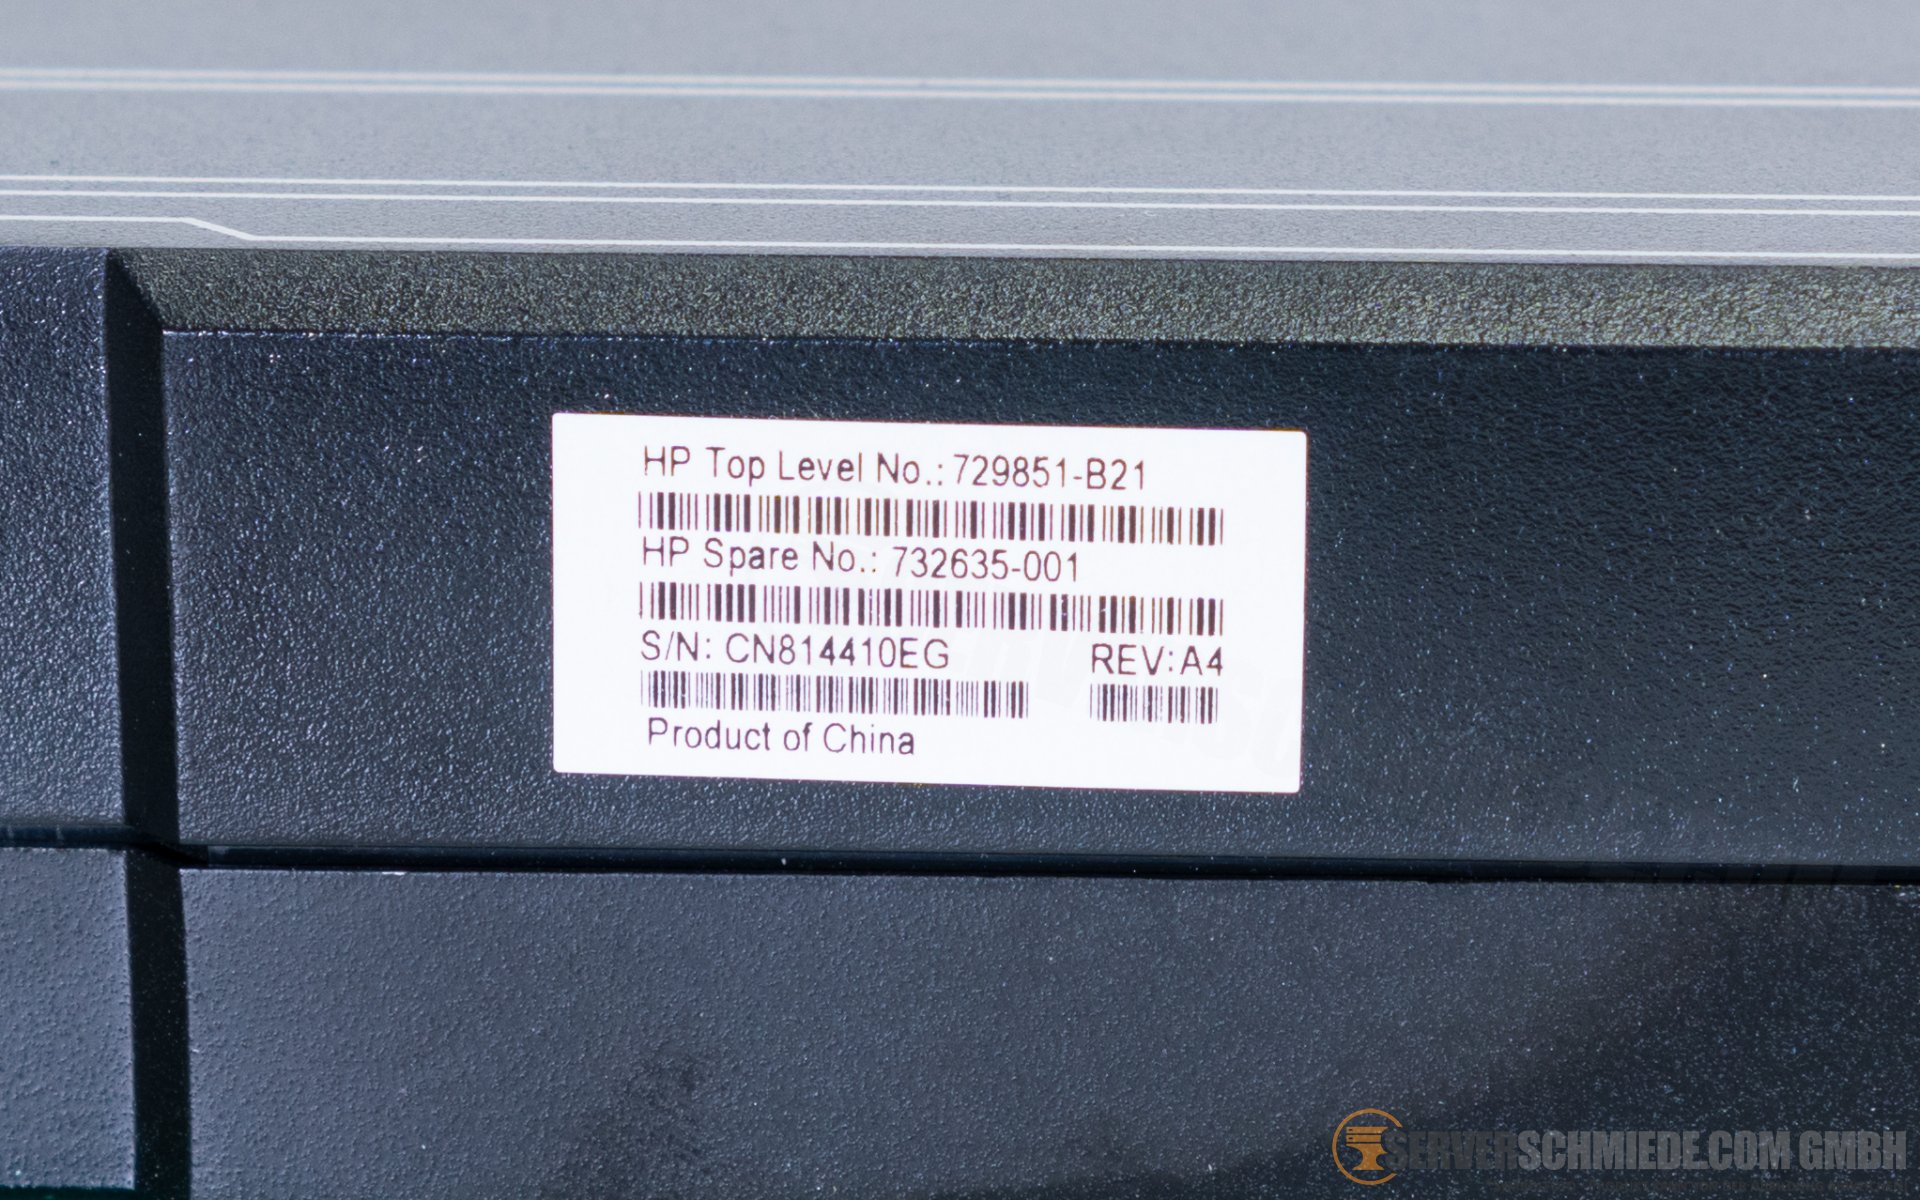 HP Top Level No.: 729851-B21
HP Spare No.: 732635-001
S/N: CN814410EG REV: A4
Product of China
SERVERSCHMIEDE.COM GMBH